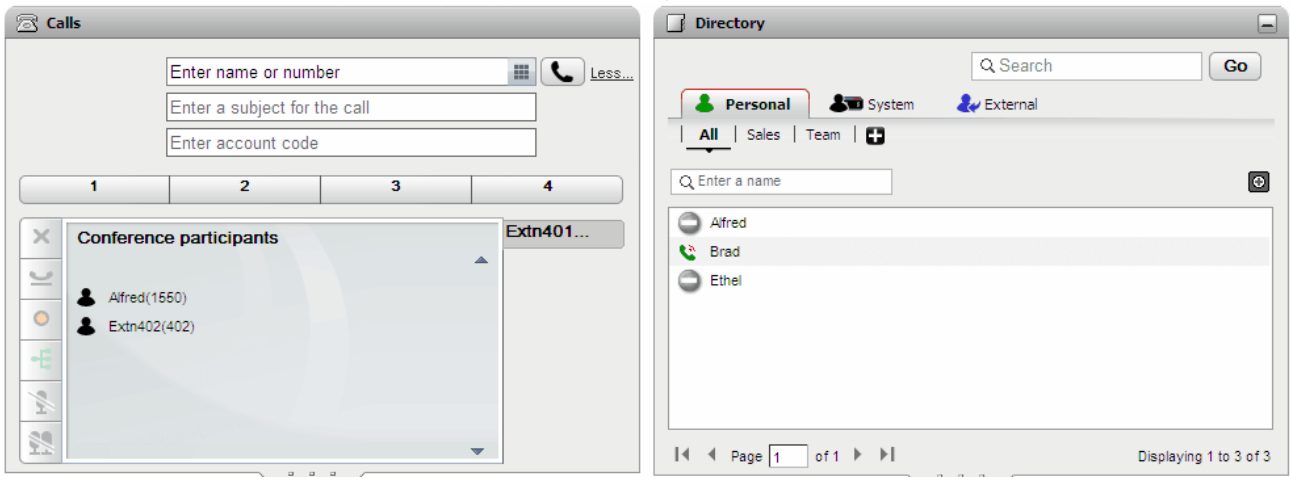 Calls
Enter name or number
Less...
Enter a subject for the call
Enter account code
1 2 3 4
Conference participants
Extn401...
Alfred(1550)
Extn402(402)
Directory
Search
Go
Personal System External
All | Sales | Team |
Enter a name
Alfred
Brad
Ethel
Page 1 of 1
Displaying 1 to 3 of 3